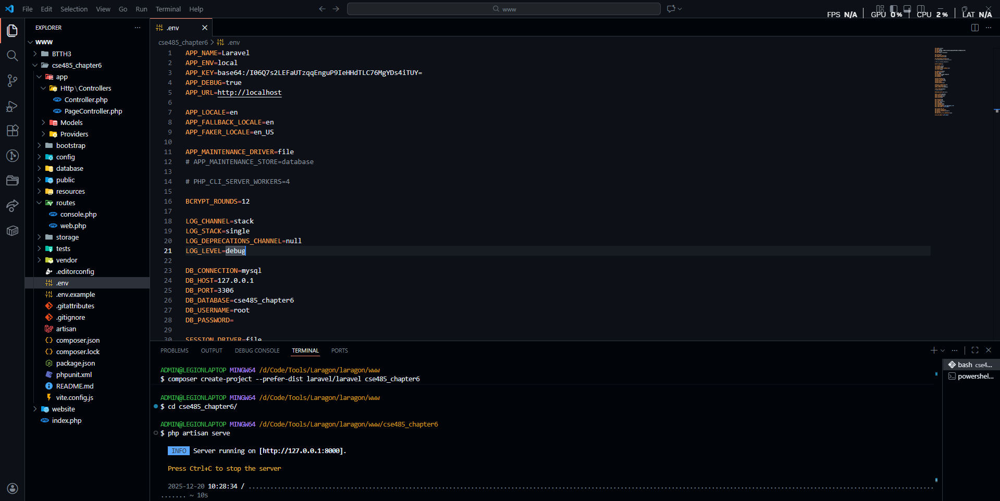 File Edit Selection View Go Run Terminal Help
www
FPS N/A GPU 0% CPU 2% LAT N/A
EXPLORER
WWW
BTTH3
cse485_chapter6
app
Http\Controllers
Controller.php
PageController.php
Models
Providers
bootstrap
config
database
public
resources
routes
console.php
web.php
storage
tests
vendor
.editorconfig
.env
.env.example
.gitattributes
.gitignore
artisan
composer.json
composer.lock
package.json
phpunit.xml
README.md
vite.config.js
website
index.php
.env
cse485_chapter6 > .env
1 APP_NAME=Laravel
2 APP_ENV=local
3 APP_KEY=base64:/I06Q7s2LEFaUTzqqEnguP9IeHHdTLC76MgYDs4iTUY=
4 APP_DEBUG=true
5 APP_URL=http://localhost
6
7 APP_LOCALE=en
8 APP_FALLBACK_LOCALE=en
9 APP_FAKER_LOCALE=en_US
10
11 APP_MAINTENANCE_DRIVER=file
12 # APP_MAINTENANCE_STORE=database
13
14 # PHP_CLI_SERVER_WORKERS=4
15
16 BCRYPT_ROUNDS=12
17
18 LOG_CHANNEL=stack
19 LOG_STACK=single
20 LOG_DEPRECATIONS_CHANNEL=null
21 LOG_LEVEL=debug
22
23 DB_CONNECTION=mysql
24 DB_HOST=127.0.0.1
25 DB_PORT=3306
26 DB_DATABASE=cse485_chapter6
27 DB_USERNAME=root
28 DB_PASSWORD=
29
30 SESSION_DRIVER=file
PROBLEMS OUTPUT DEBUG CONSOLE TERMINAL PORTS
ADMIN@LEGIONLAPTOP MINGW64 /d/Code/Tools/Laragon/laragon/www
$ composer create-project --prefer-dist laravel/laravel cse485_chapter6
ADMIN@LEGIONLAPTOP MINGW64 /d/Code/Tools/Laragon/laragon/www
$ cd cse485_chapter6/
ADMIN@LEGIONLAPTOP MINGW64 /d/Code/Tools/Laragon/laragon/www/cse485_chapter6
$ php artisan serve
INFO Server running on [http://127.0.0.1:8000].
Press Ctrl+C to stop the server
2025-12-20 10:28:34 / ................................................................
....... ~ 10s
bash cse4...
powershel...